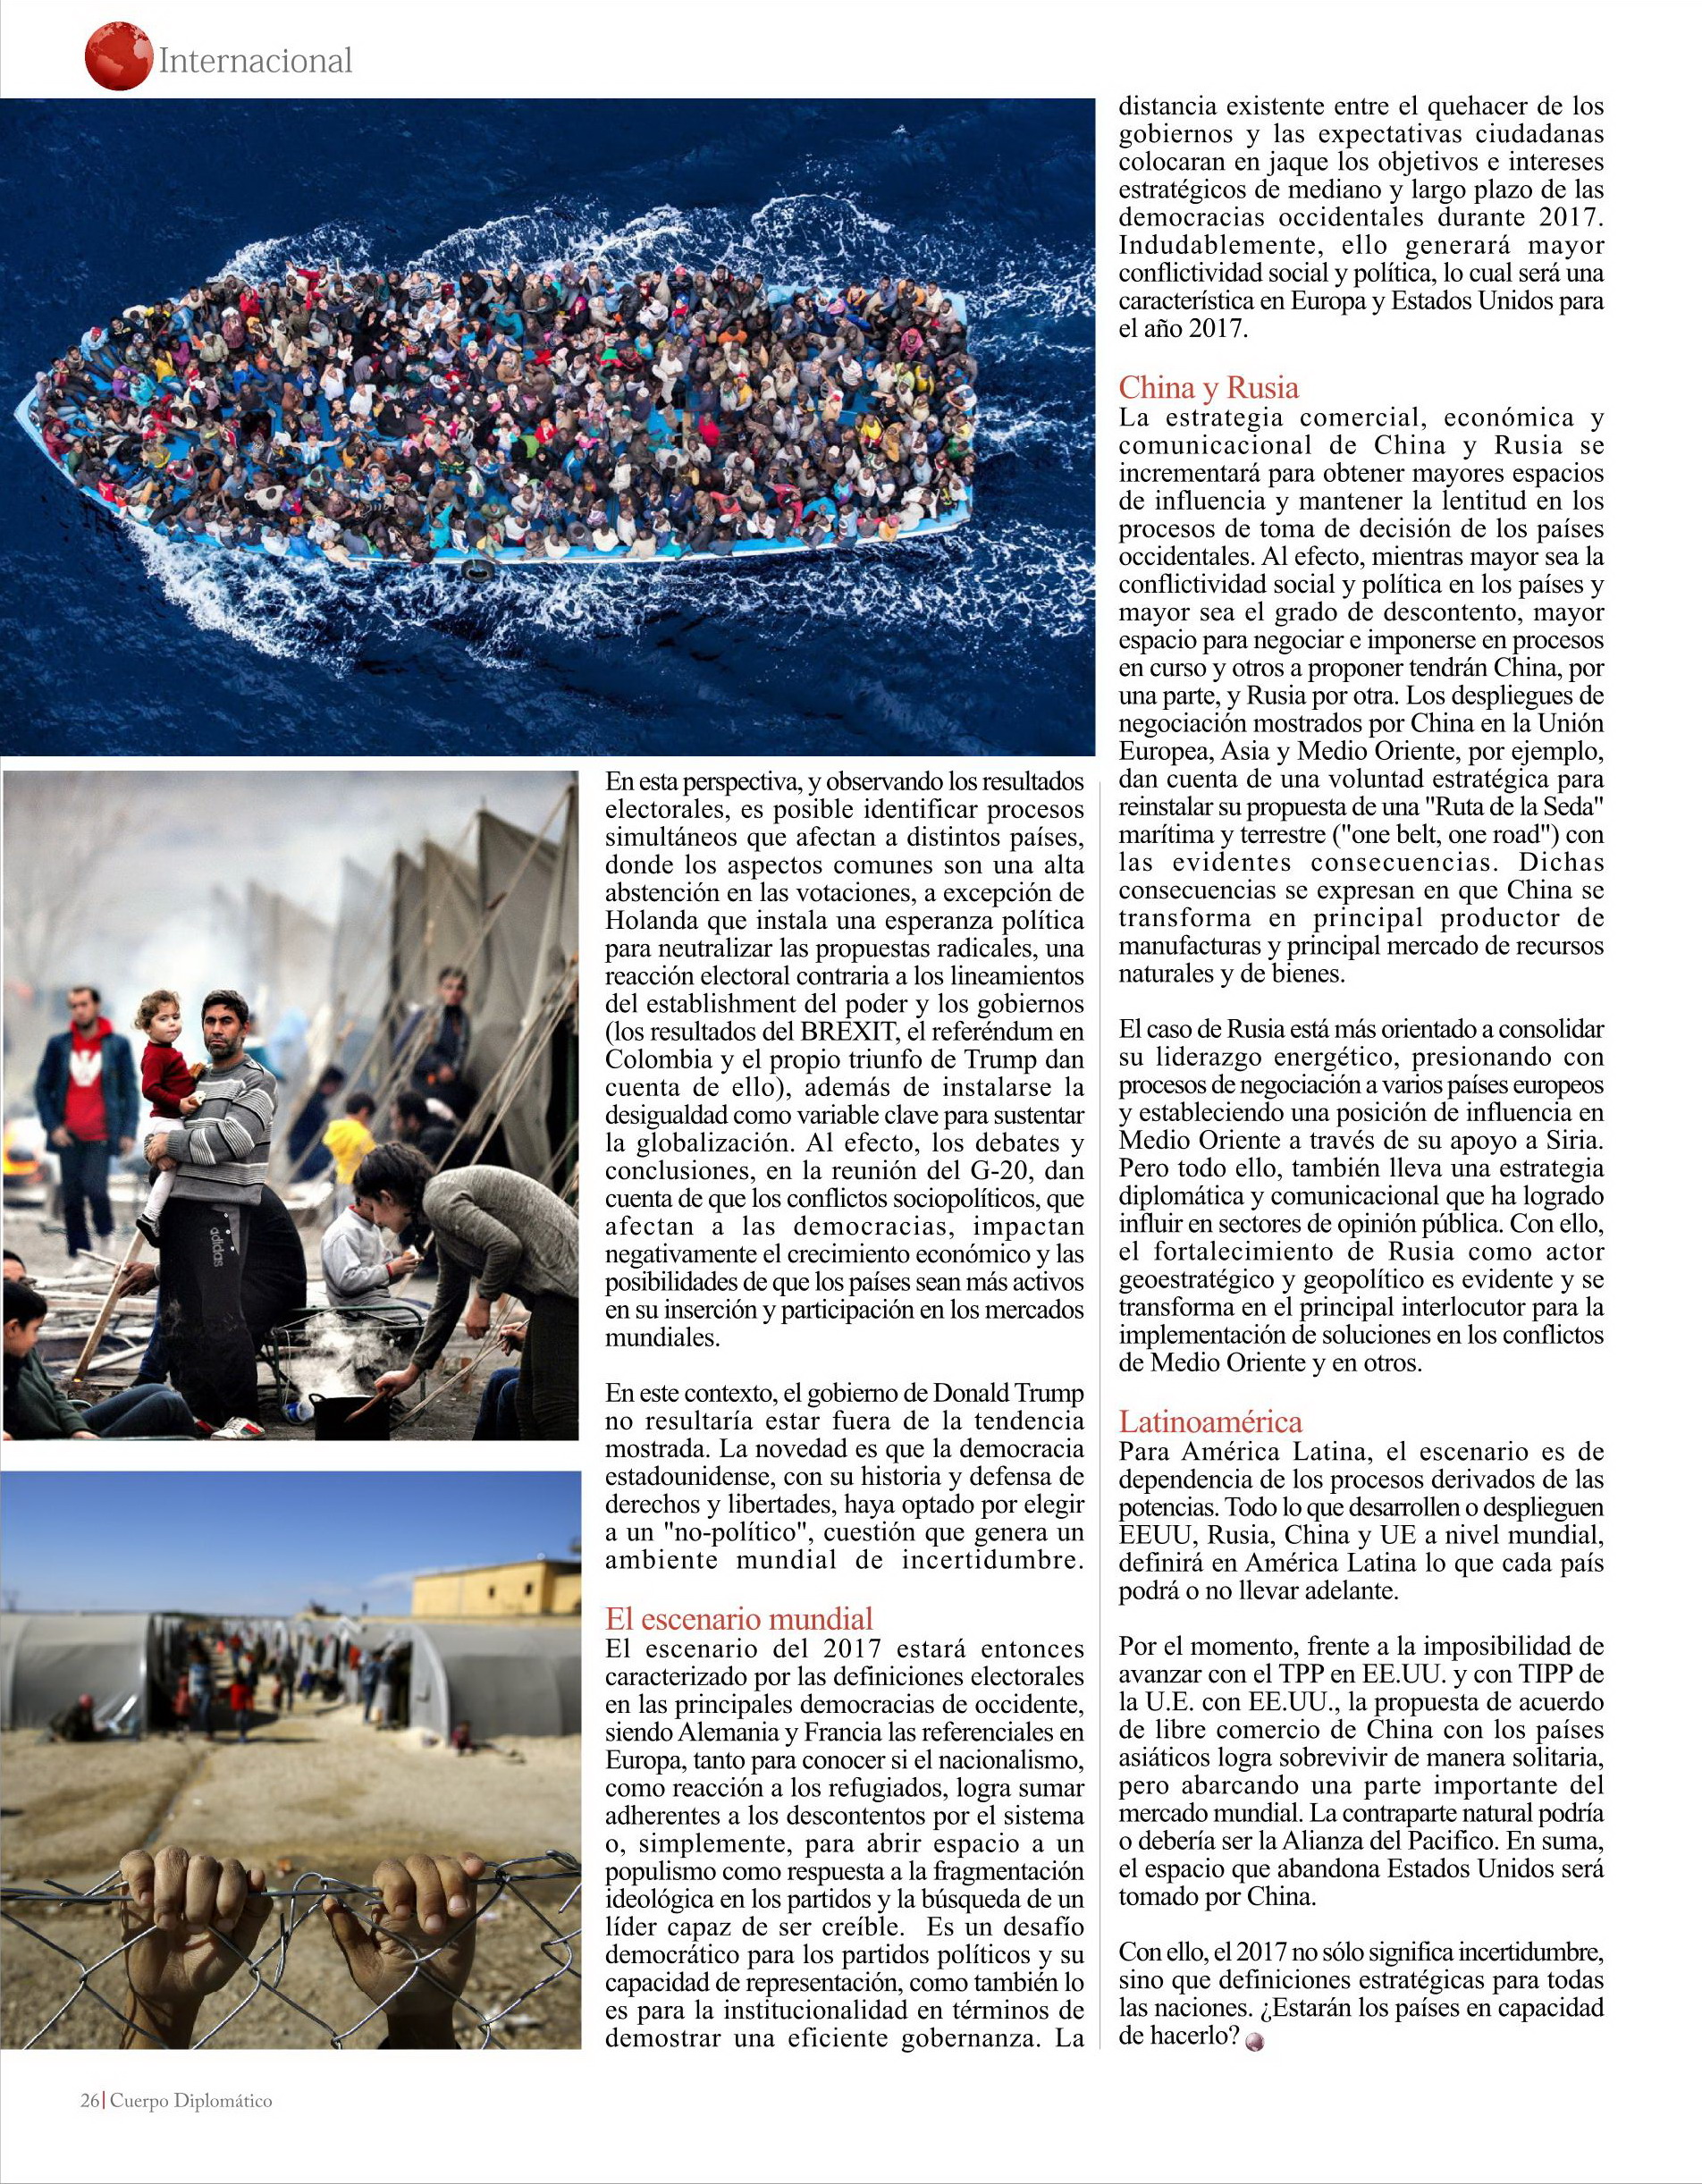 Internacional
En esta perspectiva, y observando los resultados
electorales, es posible identificar procesos
simultáneos que afectan a distintos países,
donde los aspectos comunes son una alta
abstención en las votaciones, a excepción de
Holanda que instala una esperanza política
para neutralizar las propuestas radicales, una
reacción electoral contraria a los lineamientos
del establishment del poder y los gobiernos
(los resultados del BREXIT, el referéndum en
Colombia y el propio triunfo de Trump dan
cuenta de ello), además de instalarse la
desigualdad como variable clave para sustentar
la globalización. Al efecto, los debates y
conclusiones, en la reunión del G-20, dan
cuenta de que los conflictos sociopolíticos, que
afectan a las democracias, impactan
negativamente el crecimiento económico y las
posibilidades de que los países sean más activos
en su inserción y participación en los mercados
mundiales.
En este contexto, el gobierno de Donald Trump
no resultaría estar fuera de la tendencia
mostrada. La novedad es que la democracia
estadounidense, con su historia y defensa de
derechos y libertades, haya optado por elegir
a un "no-político", cuestión que genera un
ambiente mundial de incertidumbre.
El escenario mundial
El escenario del 2017 estará entonces
caracterizado por las definiciones electorales
en las principales democracias de occidente,
siendo Alemania y Francia las referenciales en
Europa, tanto para conocer si el nacionalismo,
como reacción a los refugiados, logra sumar
adherentes a los descontentos por el sistema
o, simplemente, para abrir espacio a un
populismo como respuesta a la fragmentación
ideológica en los partidos y la búsqueda de un
líder capaz de ser creíble. Es un desafío
democrático para los partidos políticos y su
capacidad de representación, como también lo
es para la institucionalidad en términos de
demostrar una eficiente gobernanza. La
distancia existente entre el quehacer de los
gobiernos y las expectativas ciudadanas
colocaran en jaque los objetivos e intereses
estratégicos de mediano y largo plazo de las
democracias occidentales durante 2017.
Indudablemente, ello generará mayor
conflictividad social y política, lo cual será una
característica en Europa y Estados Unidos para
el año 2017.
China y Rusia
La estrategia comercial, económica y
comunicacional de China y Rusia se
incrementará para obtener mayores espacios
de influencia y mantener la lentitud en los
procesos de toma de decisión de los países
occidentales. Al efecto, mientras mayor sea la
conflictividad social y política en los países y
mayor sea el grado de descontento, mayor
espacio para negociar e imponerse en procesos
en curso y otros a proponer tendrán China, por
una parte, y Rusia por otra. Los despliegues de
negociación mostrados por China en la Unión
Europea, Asia y Medio Oriente, por ejemplo,
dan cuenta de una voluntad estratégica para
reinstalar su propuesta de una "Ruta de la Seda"
marítima y terrestre ("one belt, one road") con
las evidentes consecuencias. Dichas
consecuencias se expresan en que China se
transforma en principal productor de
manufacturas y principal mercado de recursos
naturales y de bienes.
El caso de Rusia está más orientado a consolidar
su liderazgo energético, presionando con
procesos de negociación a varios países europeos
y estableciendo una posición de influencia en
Medio Oriente a través de su apoyo a Siria.
Pero todo ello, también lleva una estrategia
diplomática y comunicacional que ha logrado
influir en sectores de opinión pública. Con ello,
el fortalecimiento de Rusia como actor
geoestratégico y geopolítico es evidente y se
transforma en el principal interlocutor para la
implementación de soluciones en los conflictos
de Medio Oriente y en otros.
Latinoamérica
Para América Latina, el escenario es de
dependencia de los procesos derivados de las
potencias. Todo lo que desarrollen o desplieguen
EEUU, Rusia, China y UE a nivel mundial,
definirá en América Latina lo que cada país
podrá o no llevar adelante.
Por el momento, frente a la imposibilidad de
avanzar con el TPP en EE.UU. y con TIPP de
la U.E. con EE.UU., la propuesta de acuerdo
de libre comercio de China con los países
asiáticos logra sobrevivir de manera solitaria,
pero abarcando una parte importante del
mercado mundial. La contraparte natural podría
o debería ser la Alianza del Pacifico. En suma,
el espacio que abandona Estados Unidos será
tomado por China.
Con ello, el 2017 no sólo significa incertidumbre,
sino que definiciones estratégicas para todas
las naciones. ¿Estarán los países en capacidad
de hacerlo?
adidas
26| Cuerpo Diplomático